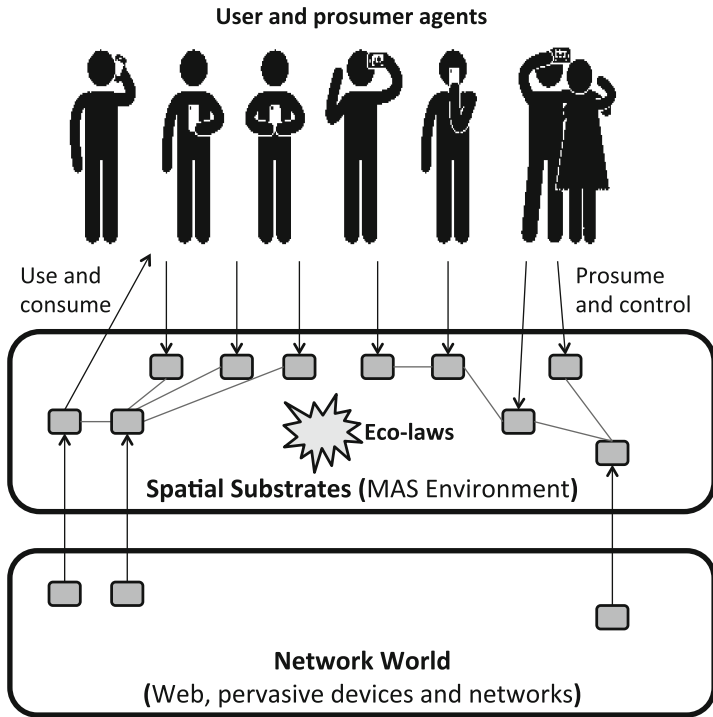 User and prosumer agents
Use and
consume
Prosume
and control
Eco-laws
Spatial Substrates (MAS Environment)
Network World
(Web, pervasive devices and networks)